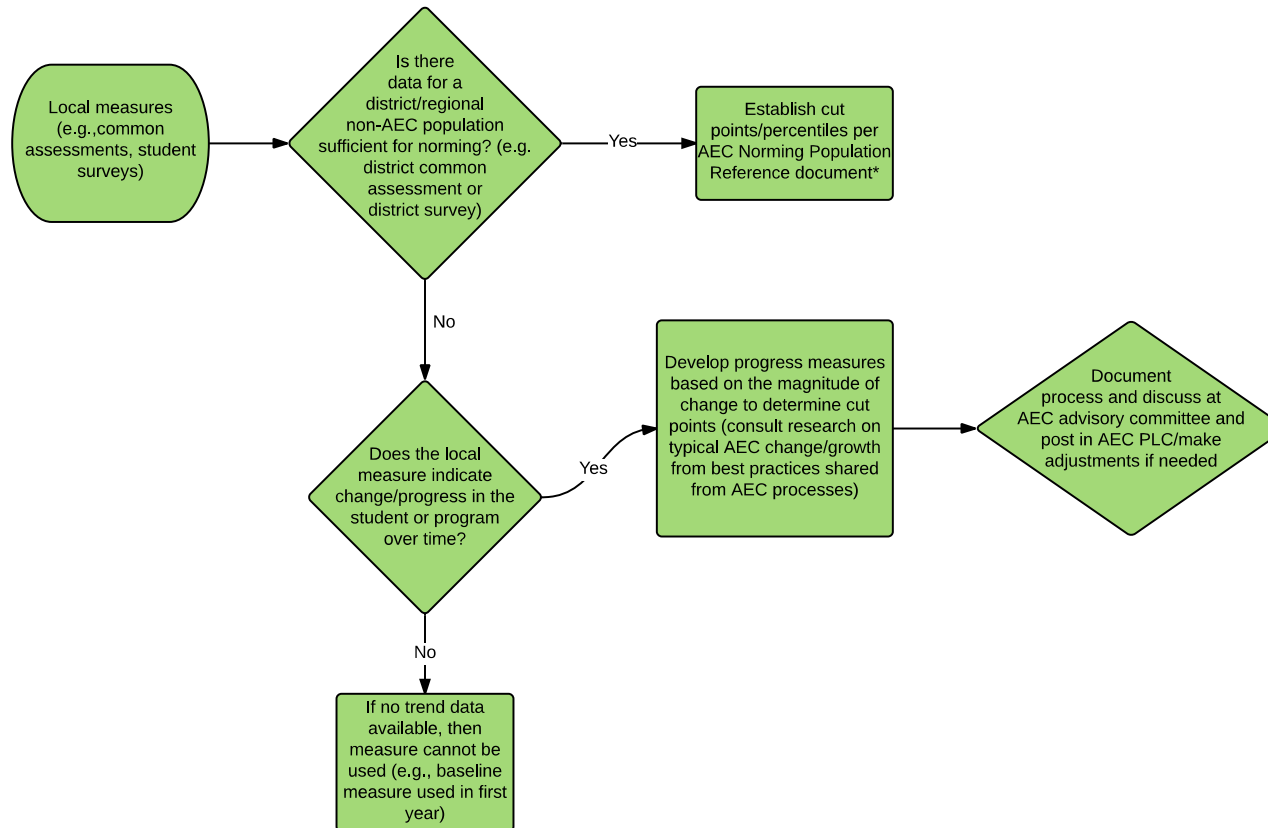 Local measures
(e.g.,common
assessments, student
surveys)
Is there
data for a
district/regional
non-AEC population
sufficient for norming? (e.g.
district common
assessment or
district survey)
Yes
Establish cut
points/percentiles per
AEC Norming Population
Reference document*
No
Does the local
measure indicate
change/progress in the
student or program
over time?
Yes
Develop progress measures
based on the magnitude of
change to determine cut
points (consult research on
typical AEC change/growth
from best practices shared
from AEC processes)
Document
process and discuss at
AEC advisory committee and
post in AEC PLC/make
adjustments if needed
No
If no trend data
available, then
measure cannot be
used (e.g., baseline
measure used in first
year)